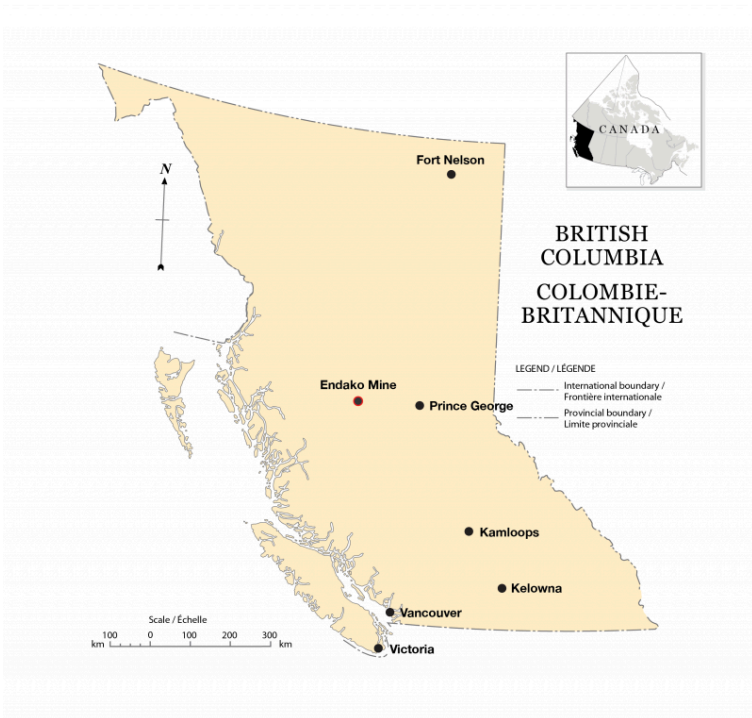 CANADA
Fort Nelson
N
BRITISH
COLUMBIA
COLOMBIE-
BRITANNIQUE
LEGEND / LÉGENDE
International boundary /
Frontière internationale
Provincial boundary /
Limite provinciale
Endako Mine
Prince George
Kamloops
Kelowna
Vancouver
Victoria
Scale / Échelle
km 100 0 100 200 300 km